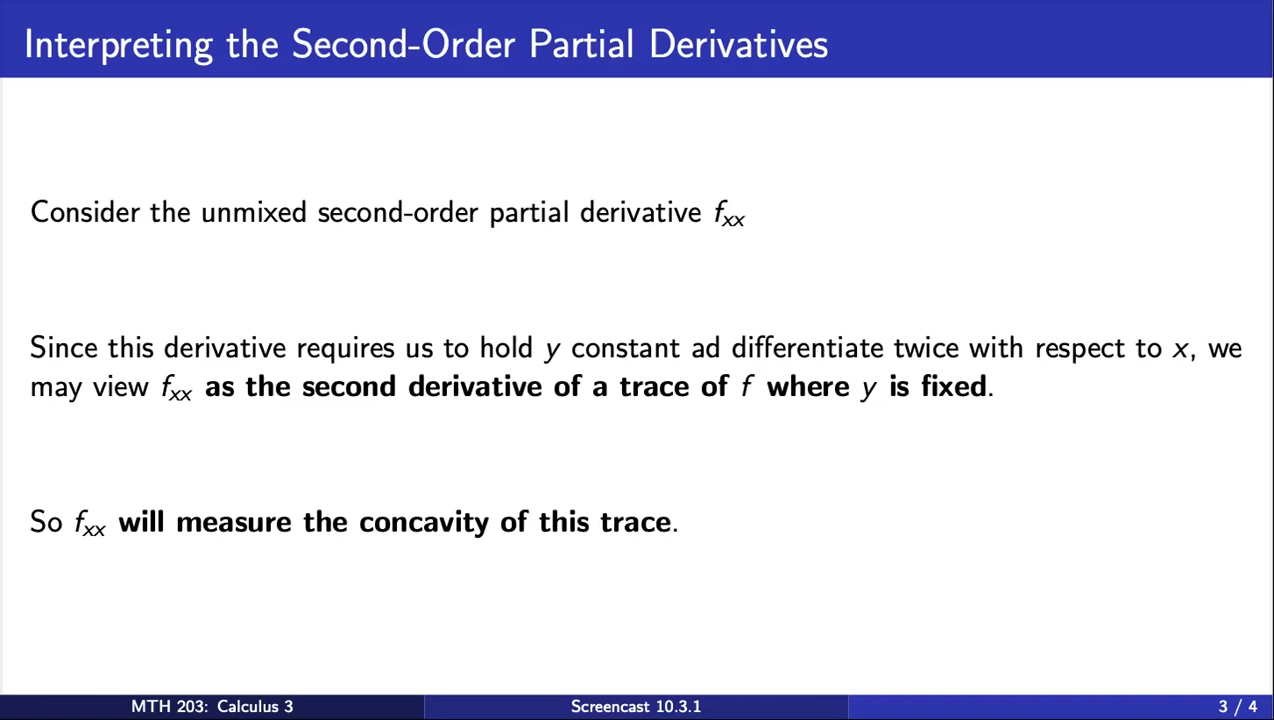 Interpreting the Second-Order Partial Derivatives
Consider the unmixed second-order partial derivative f_xx
Since this derivative requires us to hold y constant ad differentiate twice with respect to x, we
may view f_xx as the second derivative of a trace of f where y is fixed.
So f_xx will measure the concavity of this trace.
MTH 203: Calculus 3
Screencast 10.3.1
3 / 4